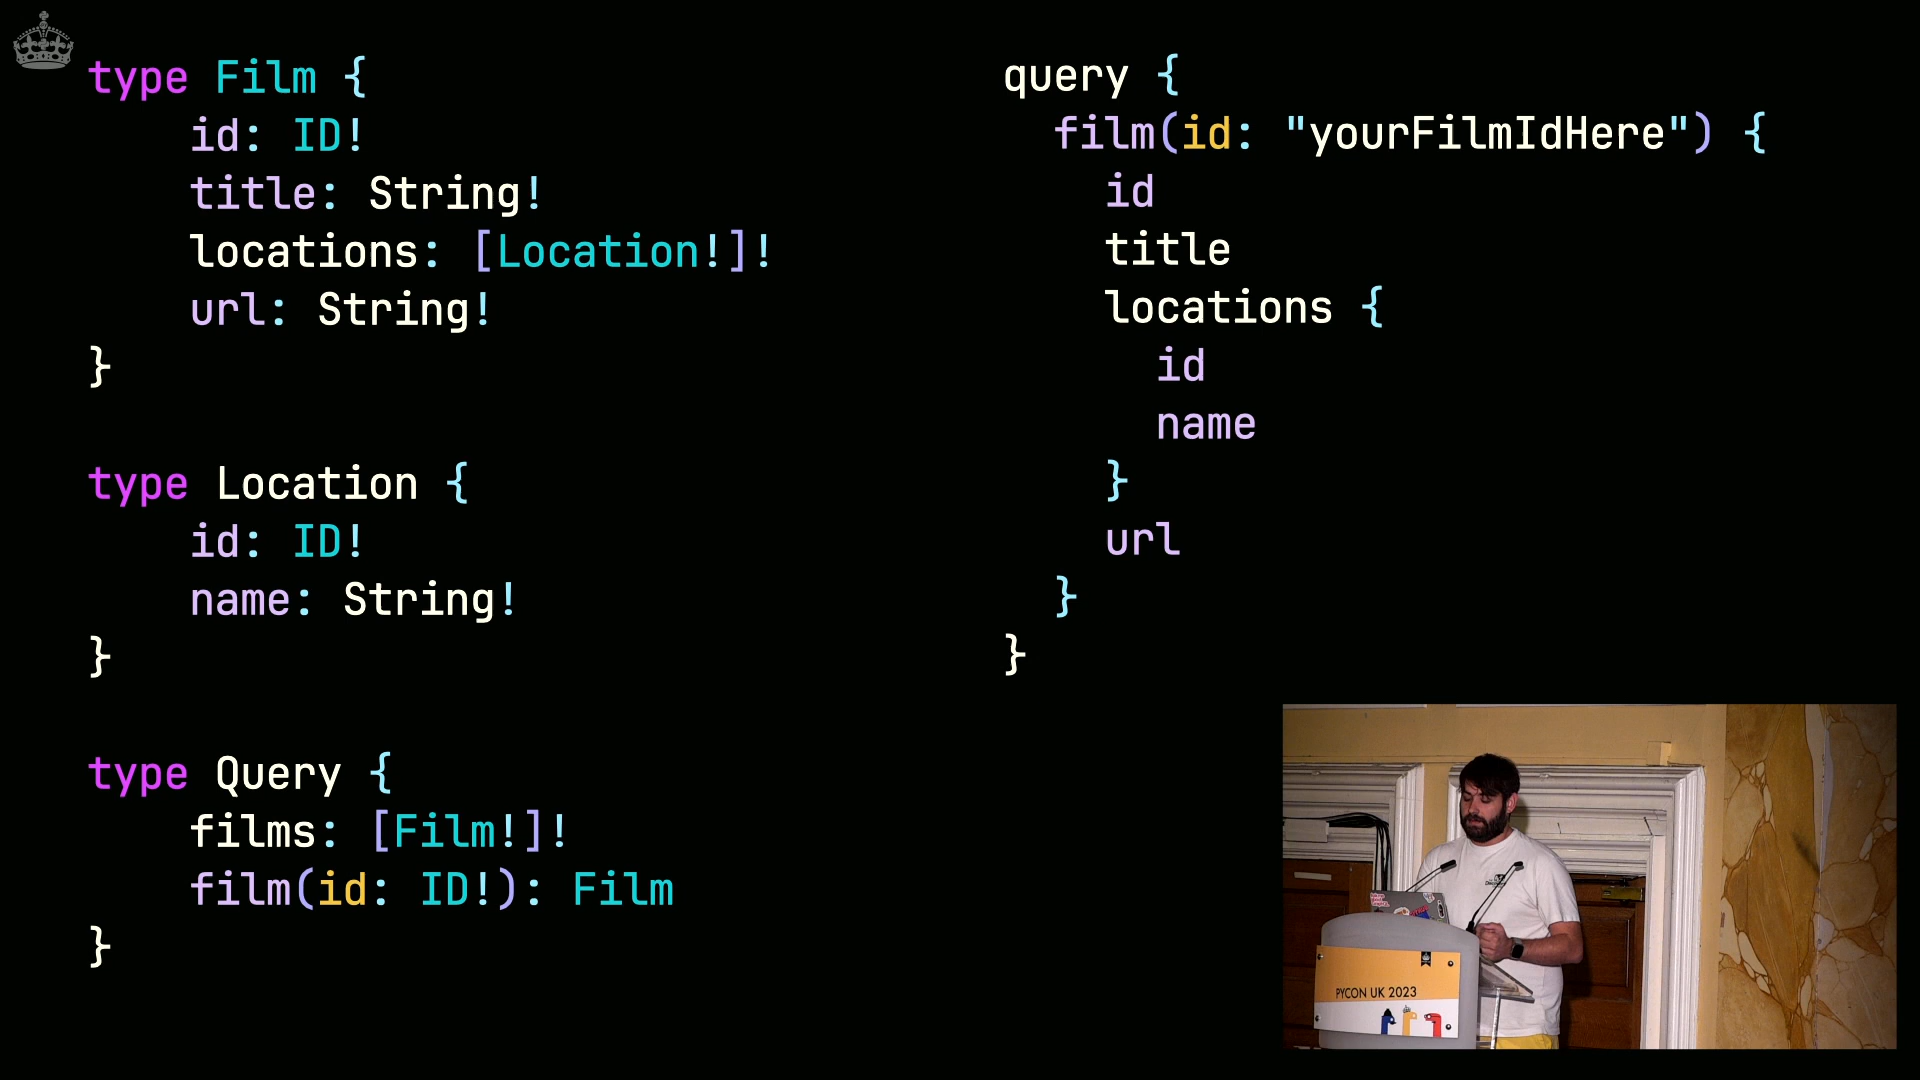 type Film {
id: ID!
title: String!
locations: [Location!]!
url: String!
}
type Location {
id: ID!
name: String!
}
type Query {
films: [Film!]!
film(id: ID!): Film
}
query {
film(id: "yourFilmIdHere") {
id
title
locations {
id
name
}
url
}
}
PYCON UK 2023